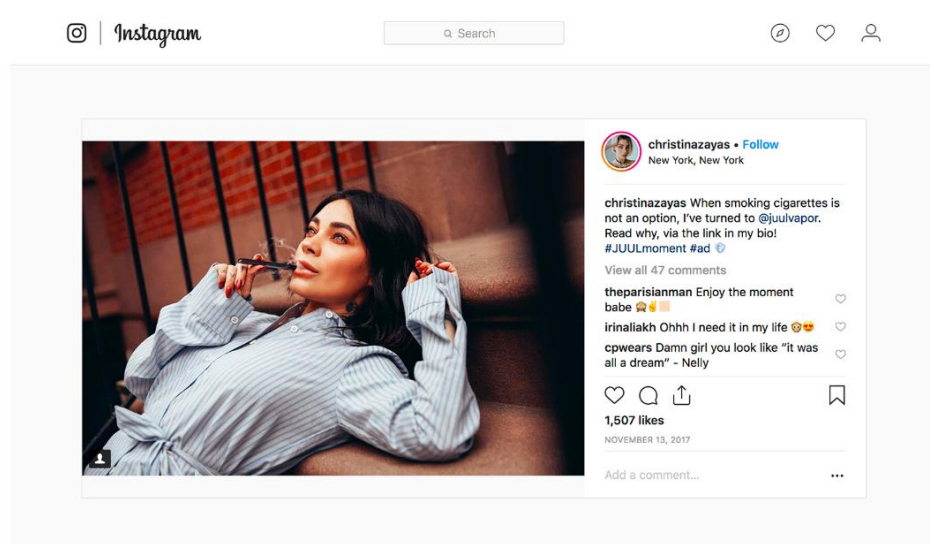 Instagram
Search
christinazayas • Follow
New York, New York
christinazayas When smoking cigarettes is
not an option, I've turned to @juulvapor.
Read why, via the link in my bio!
#JUULmoment #ad
View all 47 comments
theparisianman Enjoy the moment
babe
irinaliakh Ohhh I need it in my life
cpwears Damn girl you look like "it was
all a dream" - Nelly
1,507 likes
NOVEMBER 13, 2017
Add a comment...